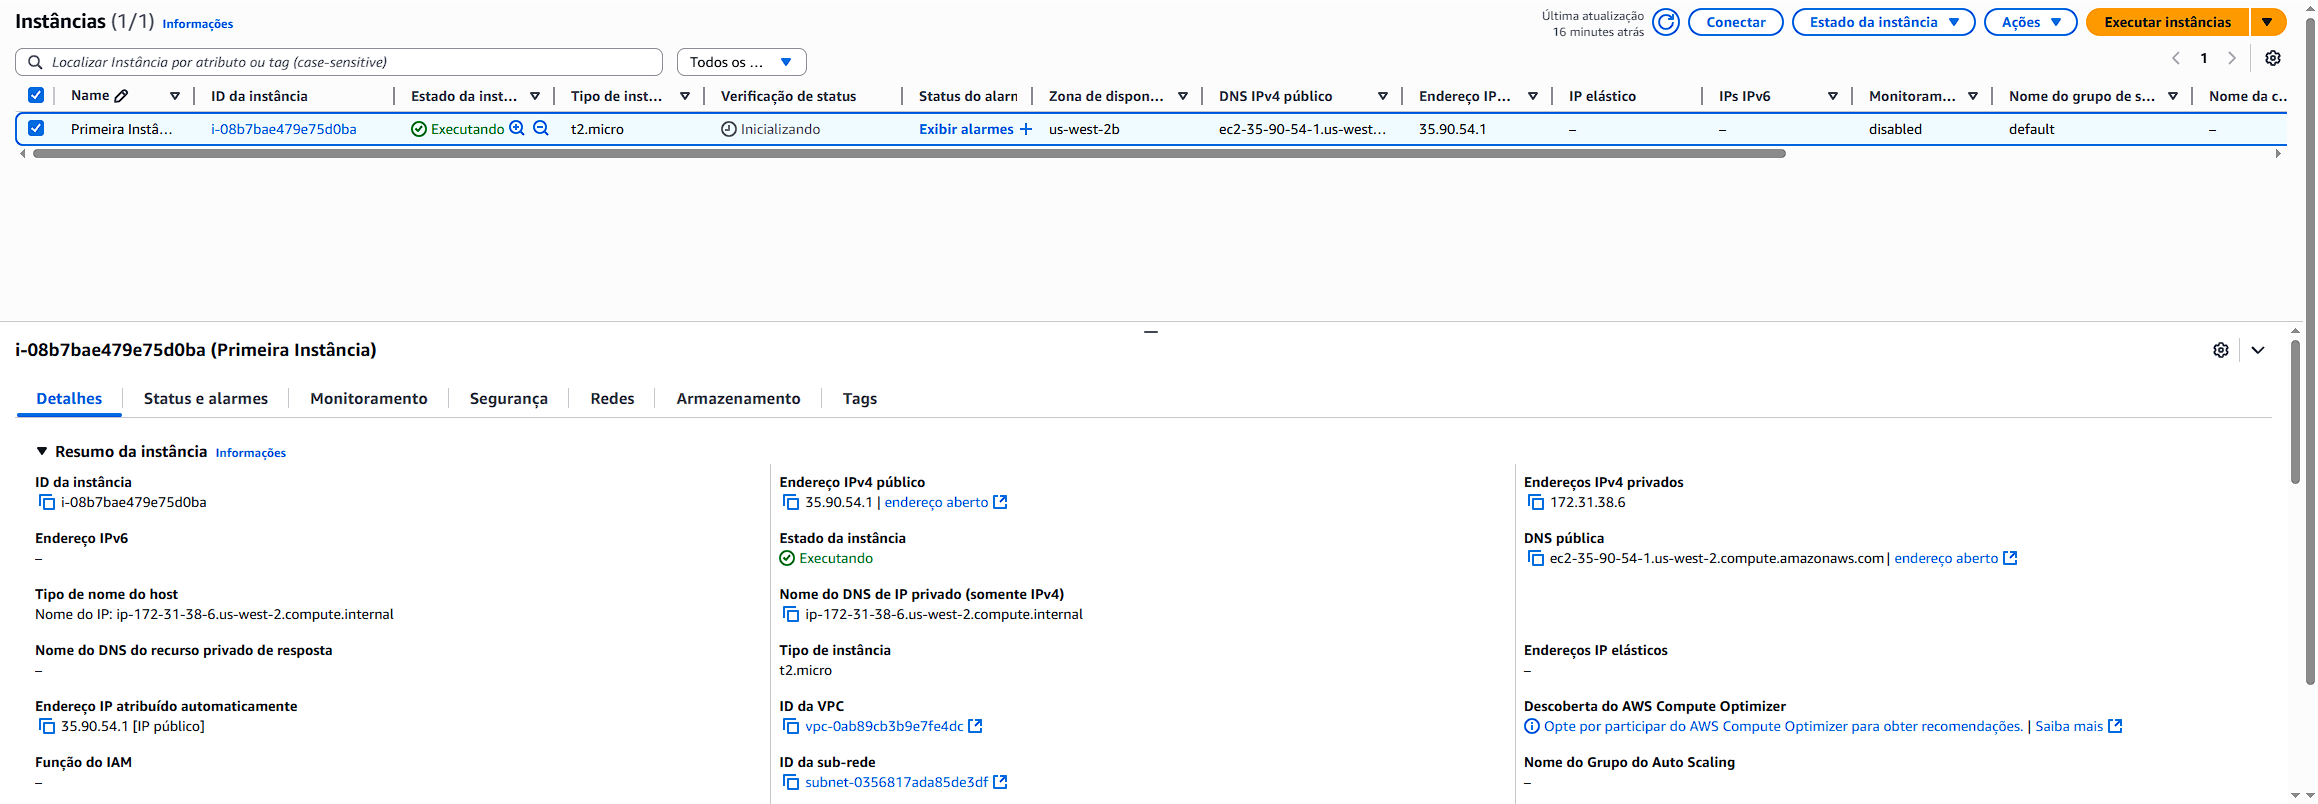 Instâncias (1/1) Informações
Última atualização
16 minutes atrás
Conectar
Estado da instância
Ações
Executar instâncias
Localizar Instância por atributo ou tag (case-sensitive)
Todos os ...
1
Name ID da instância Estado da inst... Tipo de inst... Verificação de status Status do alarn Zona de dispon... DNS IPv4 público Endereço IP... IP elástico IPs IPv6 Monitoram... Nome do grupo de s... Nome da c...
Primeira Instâ... i-08b7bae479e75d0ba Executando t2.micro Inicializando Exibir alarmes + us-west-2b ec2-35-90-54-1.us-west... 35.90.54.1 – – disabled default –
i-08b7bae479e75d0ba (Primeira Instância)
Detalhes Status e alarmes Monitoramento Segurança Redes Armazenamento Tags
Resumo da instância Informações
ID da instância
i-08b7bae479e75d0ba
Endereço IPv4 público
35.90.54.1 | endereço aberto
Endereços IPv4 privados
172.31.38.6
Endereço IPv6
–
Estado da instância
Executando
DNS pública
ec2-35-90-54-1.us-west-2.compute.amazonaws.com | endereço aberto
Tipo de nome do host
Nome do IP: ip-172-31-38-6.us-west-2.compute.internal
Nome do DNS de IP privado (somente IPv4)
ip-172-31-38-6.us-west-2.compute.internal
Nome do DNS do recurso privado de resposta
–
Tipo de instância
t2.micro
Endereços IP elásticos
–
Endereço IP atribuído automaticamente
35.90.54.1 [IP público]
ID da VPC
vpc-0ab89cb3b9e7fe4dc
Descoberta do AWS Compute Optimizer
Opte por participar do AWS Compute Optimizer para obter recomendações. | Saiba mais
Função do IAM
–
ID da sub-rede
subnet-0356817ada85de3df
Nome do Grupo do Auto Scaling
–